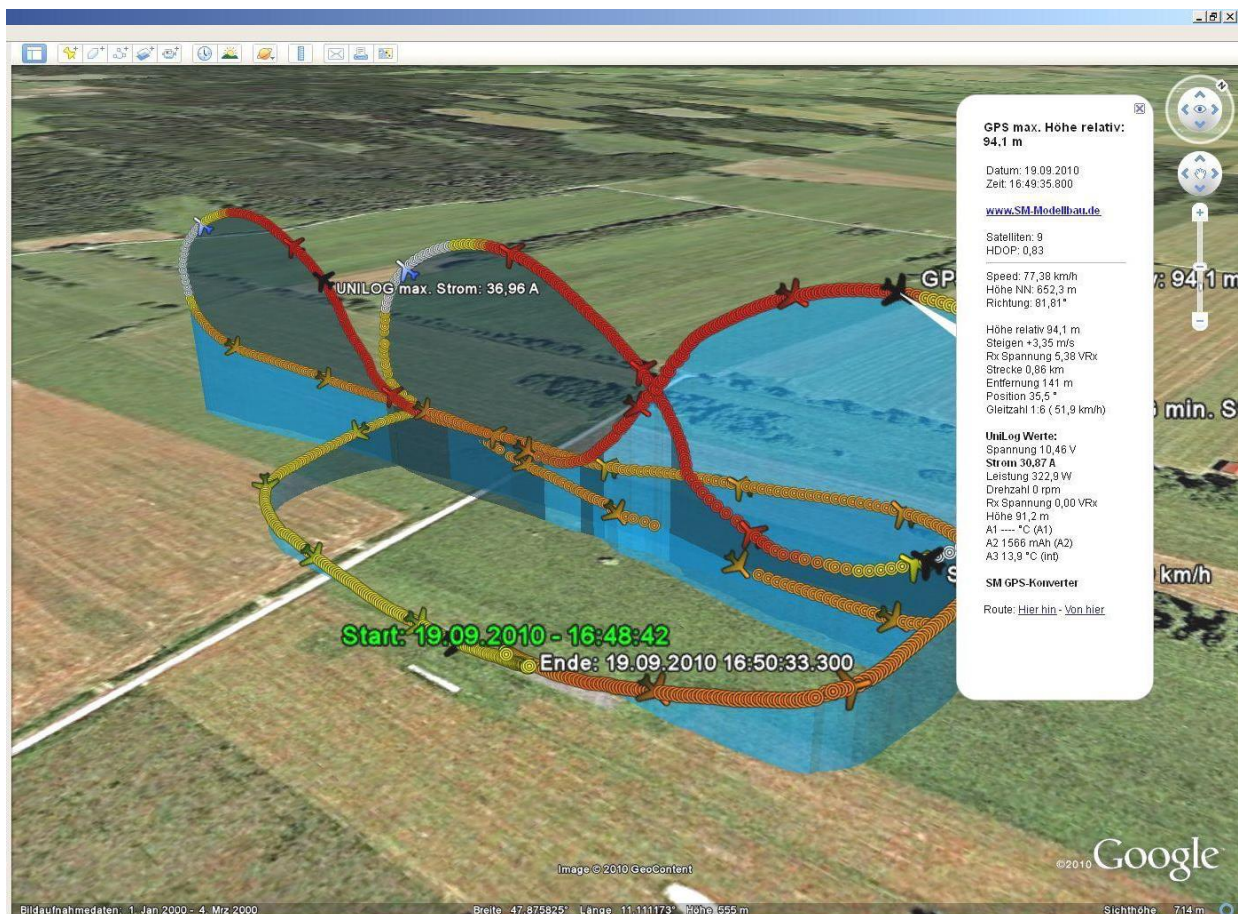 GPS max. Höhe relativ:
94,1 m
Datum: 19.09.2010
Zeit: 16:49:35.800
www.SM-Modellbau.de
Satelliten: 9
HDOP: 0,83
Speed: 77,38 km/h
Höhe NN: 652,3 m
Richtung: 81,81°
Höhe relativ 94,1 m
Steigen +3,35 m/s
Rx Spannung 5,38 VRx
Strecke 0,86 km
Entfernung 141 m
Position 35,5 °
Gleitzahl 1:6 ( 51,9 km/h)
UniLog Werte:
Spannung 10,46 V
Strom 30,87 A
Leistung 322,9 W
Drehzahl 0 rpm
Rx Spannung 0,00 VRx
Höhe 91,2 m
A1 ---- °C (A1)
A2 1566 mAh (A2)
A3 13,9 °C (int)
SM GPS-Konverter
Route: Hier hin - Von hier
N
UNILOG max. Strom: 36,96 A
GP
: 94,1 m
min. S
S
km/h
Start: 19.09.2010 - 16:48:42
Ende: 19.09.2010 16:50:33.300
Image © 2010 GeoContent
©2010 Google
Bildaufnahmedaten: 1. Jan 2000 - 4. Mrz 2000
Breite 47.875825° Länge 11.111173° Höhe 555 m
Sichthöhe 714 m